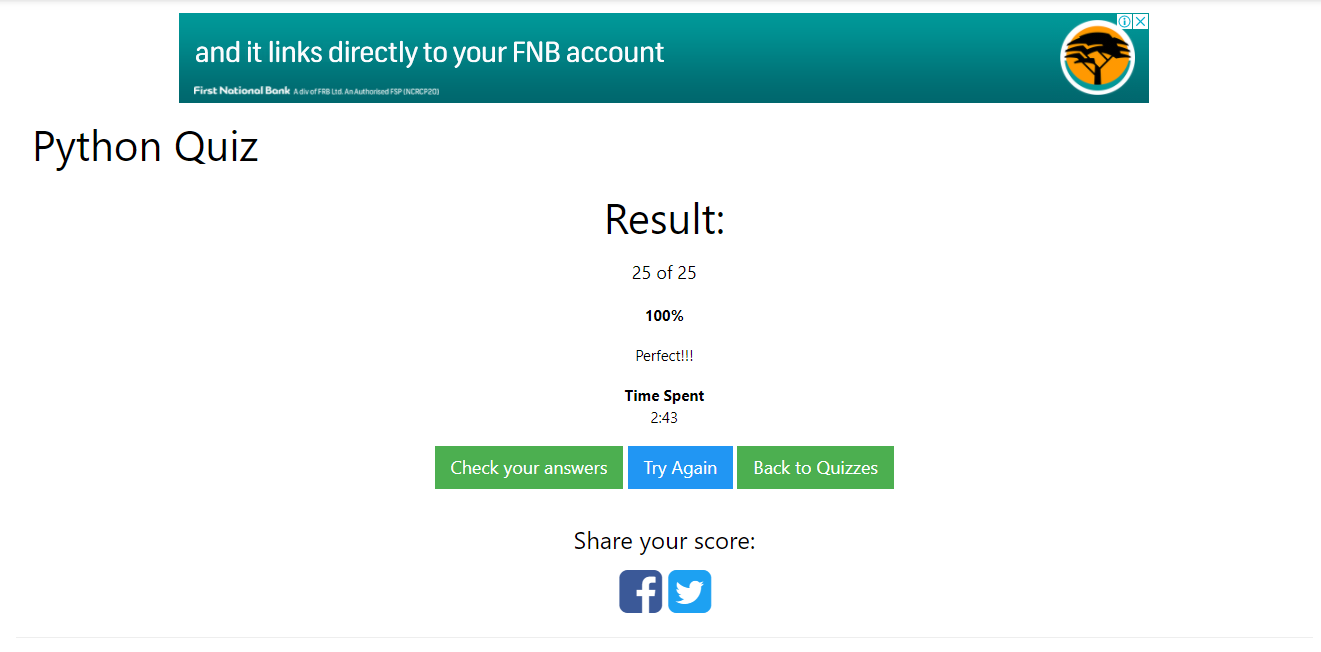 and it links directly to your FNB account
First National Bank A div of FRB Ltd. An Authorised FSP (NCRCP20)
Python Quiz
Result:
25 of 25
100%
Perfect!!!
Time Spent
2:43
Check your answers Try Again Back to Quizzes
Share your score: